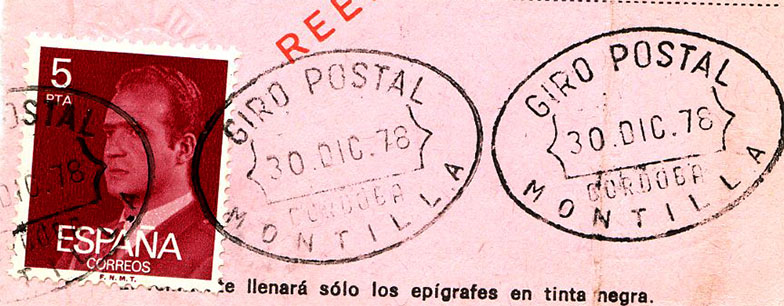 REE
5
PTA
ESPAÑA
CORREOS
F.N.M.T.
OSTAL
DIC.78
GIRO POSTAL
30.DIC.78
CORDOBA
MONTILLA
GIRO POSTAL
30.DIC.78
CORDOBA
MONTILLA
te llenará sólo los epígrafes en tinta negra.